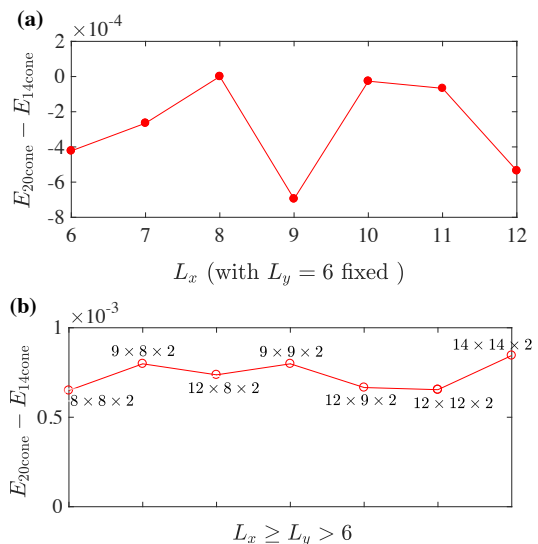 (a)
×10⁻⁴
2
0
-2
-4
-6
-8
E₂₀cone − E₁₄cone
6 7 8 9 10 11 12
Lₓ (with L_y = 6 fixed )
(b)
×10⁻³
1
0.5
0
E₂₀cone − E₁₄cone
9 × 8 × 2 9 × 9 × 2 14 × 14 × 2
8 × 8 × 2 12 × 8 × 2 12 × 9 × 2 12 × 12 × 2
Lₓ ≥ L_y > 6